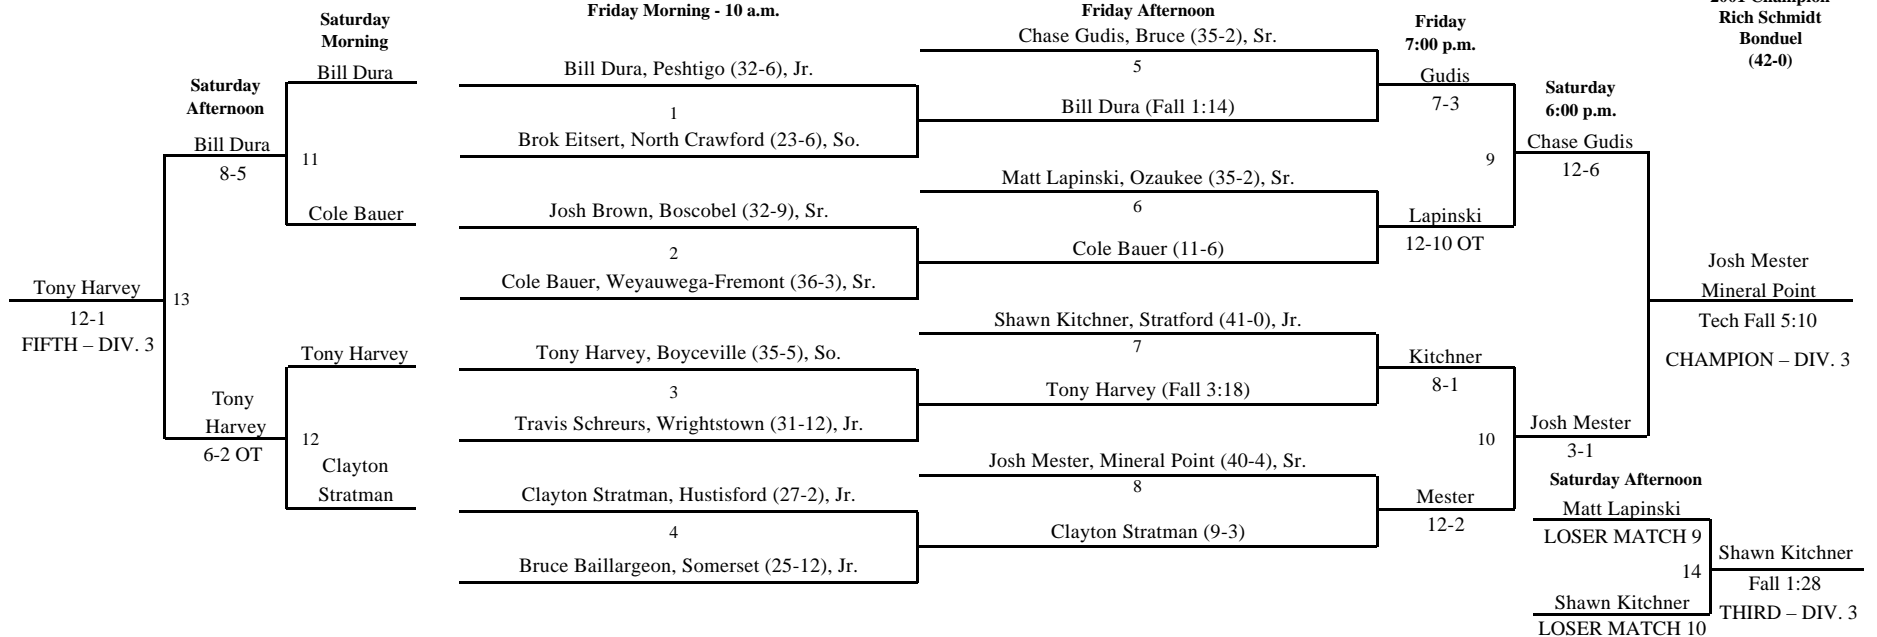 Saturday
Morning
Bill Dura
Saturday
Afternoon
Bill Dura
8-5
11
Cole Bauer
Tony Harvey
13
12-1
FIFTH – DIV. 3
Tony Harvey
Tony
Harvey
6-2 OT
12
Clayton
Stratman
Friday Morning - 10 a.m.
Bill Dura, Peshtigo (32-6), Jr.
1
Brok Eitsert, North Crawford (23-6), So.
Josh Brown, Boscobel (32-9), Sr.
2
Cole Bauer, Weyauwega-Fremont (36-3), Sr.
Tony Harvey, Boyceville (35-5), So.
3
Travis Schreurs, Wrightstown (31-12), Jr.
Clayton Stratman, Hustisford (27-2), Jr.
4
Bruce Baillargeon, Somerset (25-12), Jr.
Friday Afternoon
Chase Gudis, Bruce (35-2), Sr.
5
Bill Dura (Fall 1:14)
Matt Lapinski, Ozaukee (35-2), Sr.
6
Cole Bauer (11-6)
Shawn Kitchner, Stratford (41-0), Jr.
7
Tony Harvey (Fall 3:18)
Josh Mester, Mineral Point (40-4), Sr.
8
Clayton Stratman (9-3)
Friday
7:00 p.m.
Gudis
7-3
9
Lapinski
12-10 OT
Kitchner
8-1
10
Mester
12-2
Saturday
6:00 p.m.
Chase Gudis
12-6
Josh Mester
3-1
2001 Champion
Rich Schmidt
Bonduel
(42-0)
Josh Mester
Mineral Point
Tech Fall 5:10
CHAMPION – DIV. 3
Saturday Afternoon
Matt Lapinski
LOSER MATCH 9
14
Shawn Kitchner
LOSER MATCH 10
Shawn Kitchner
Fall 1:28
THIRD – DIV. 3